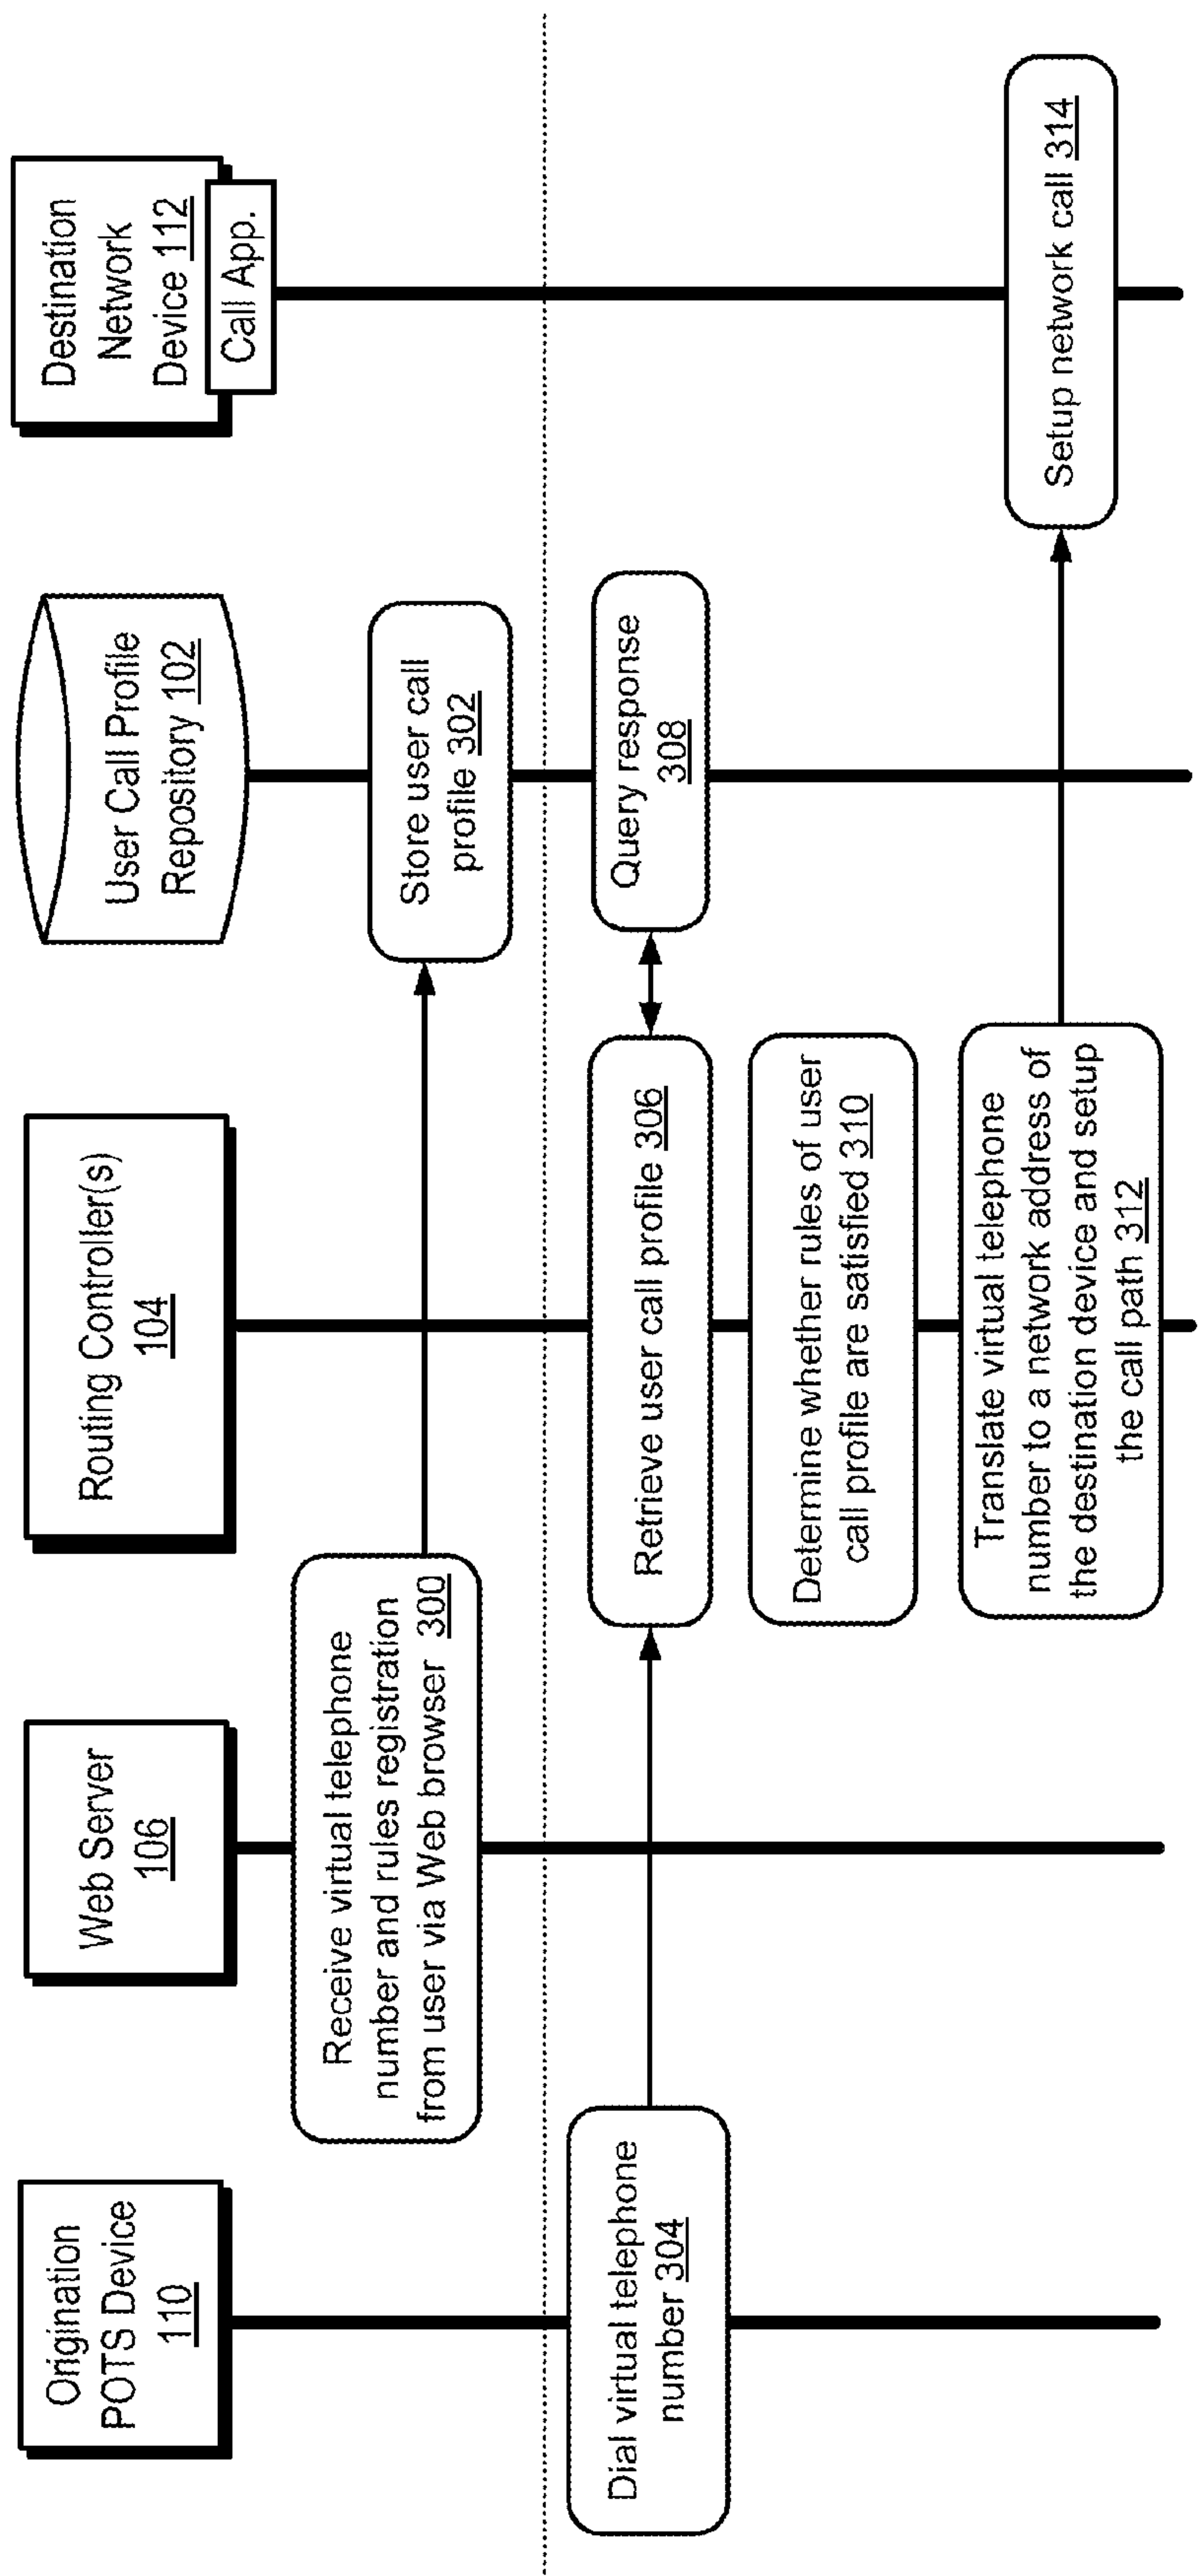 Origination
POTS Device
110
Web Server
106
Routing Controller(s)
104
User Call Profile
Repository 102
Destination
Network
Device 112
Call App.
Receive virtual telephone
number and rules registration
from user via Web browser 300
Store user call
profile 302
Dial virtual telephone
number 304
Retrieve user call profile 306
Query response
308
Determine whether rules of user
call profile are satisfied 310
Translate virtual telephone
number to a network address of
the destination device and setup
the call path 312
Setup network call 314